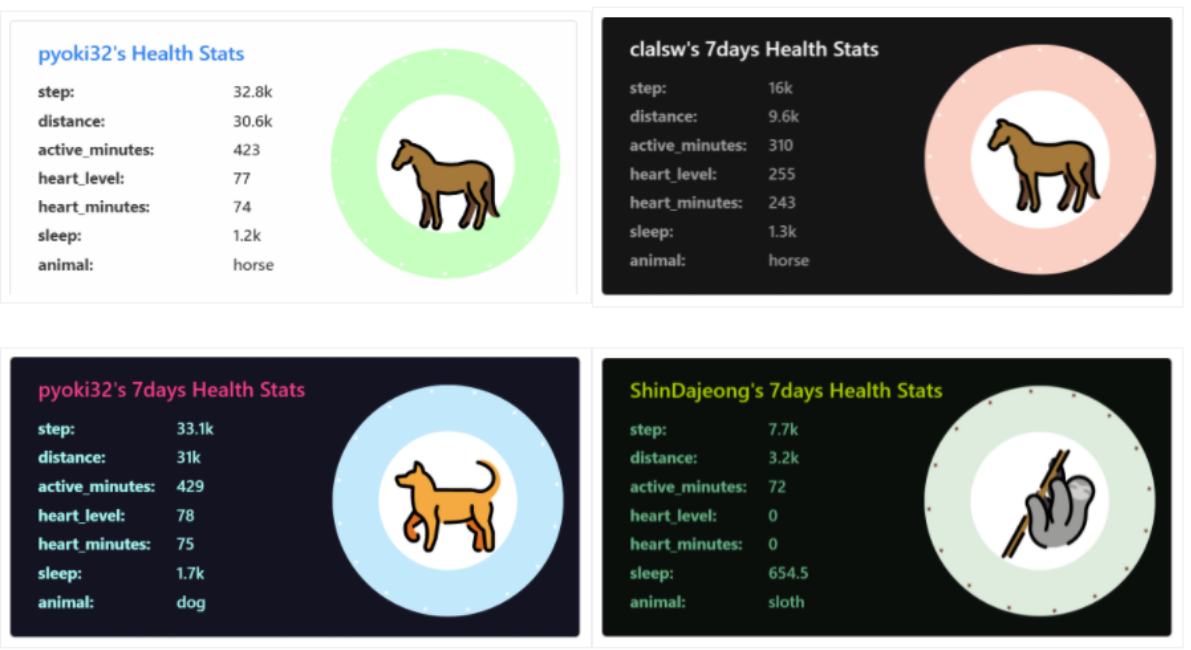 pyoki32's Health Stats
step: 32.8k
distance: 30.6k
active_minutes: 423
heart_level: 77
heart_minutes: 74
sleep: 1.2k
animal: horse
clalsw's 7days Health Stats
step: 16k
distance: 9.6k
active_minutes: 310
heart_level: 255
heart_minutes: 243
sleep: 1.3k
animal: horse
pyoki32's 7days Health Stats
step: 33.1k
distance: 31k
active_minutes: 429
heart_level: 78
heart_minutes: 75
sleep: 1.7k
animal: dog
ShinDajeong's 7days Health Stats
step: 7.7k
distance: 3.2k
active_minutes: 72
heart_level: 0
heart_minutes: 0
sleep: 654.5
animal: sloth